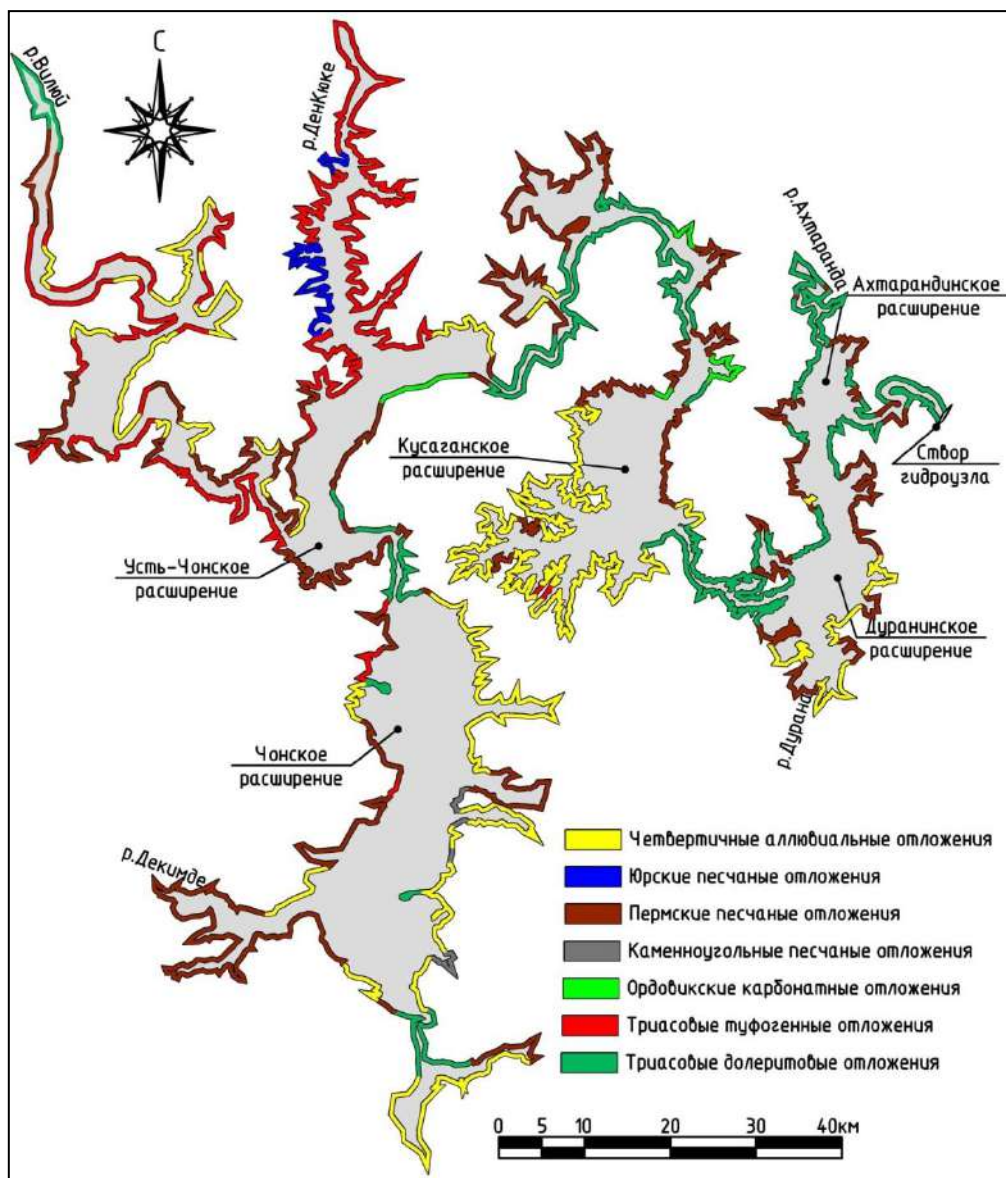 С
р.Вилюй
р.ДенКюке
р.Ахтаранда
Ахтарандинское
расширение
Кусаганское
расширение
Створ
гидроузла
Усть-Чонское
расширение
Дуранинское
расширение
р.Дурана
Чонское
расширение
р.Декимде
Четвертичные аллювиальные отложения
Юрские песчаные отложения
Пермские песчаные отложения
Каменноугольные песчаные отложения
Ордовикские карбонатные отложения
Триасовые туфогенные отложения
Триасовые долеритовые отложения
0 5 10 20 30 40км